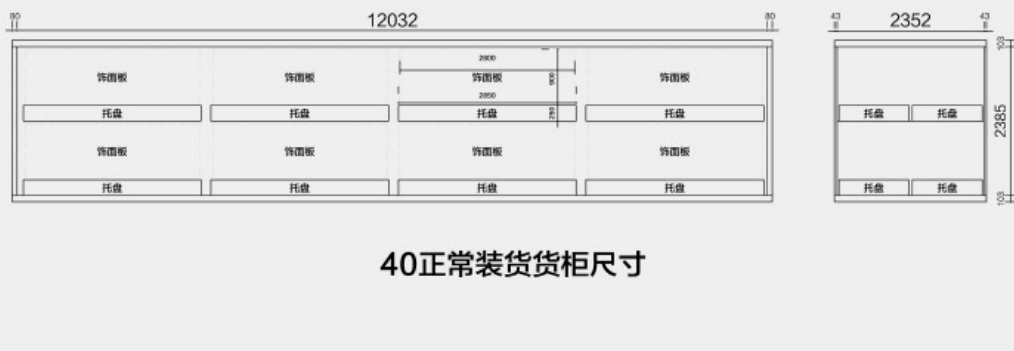 80 12032 80 43 2352 43
103
2800
饰面板 饰面板 饰面板 900 饰面板
2850
托盘 托盘 托盘 250 托盘 托盘 托盘
2385
饰面板 饰面板 饰面板 饰面板
托盘 托盘 托盘 托盘 托盘 托盘
103
40正常装货货柜尺寸